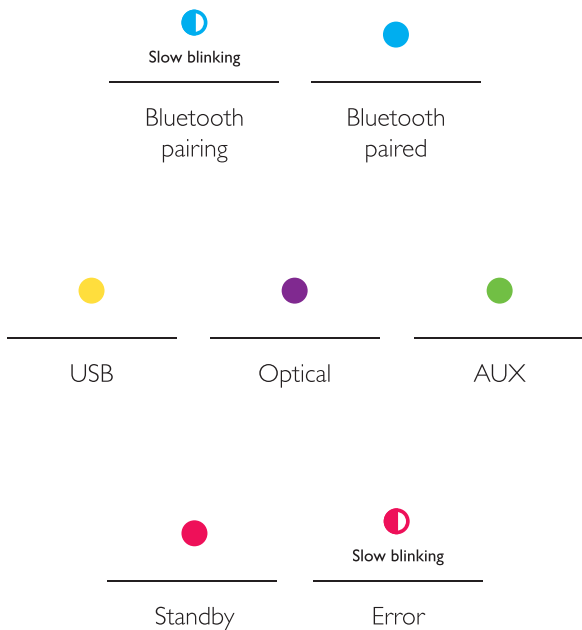 Slow blinking
Bluetooth
pairing
Bluetooth
paired
USB
Optical
AUX
Standby
Slow blinking
Error